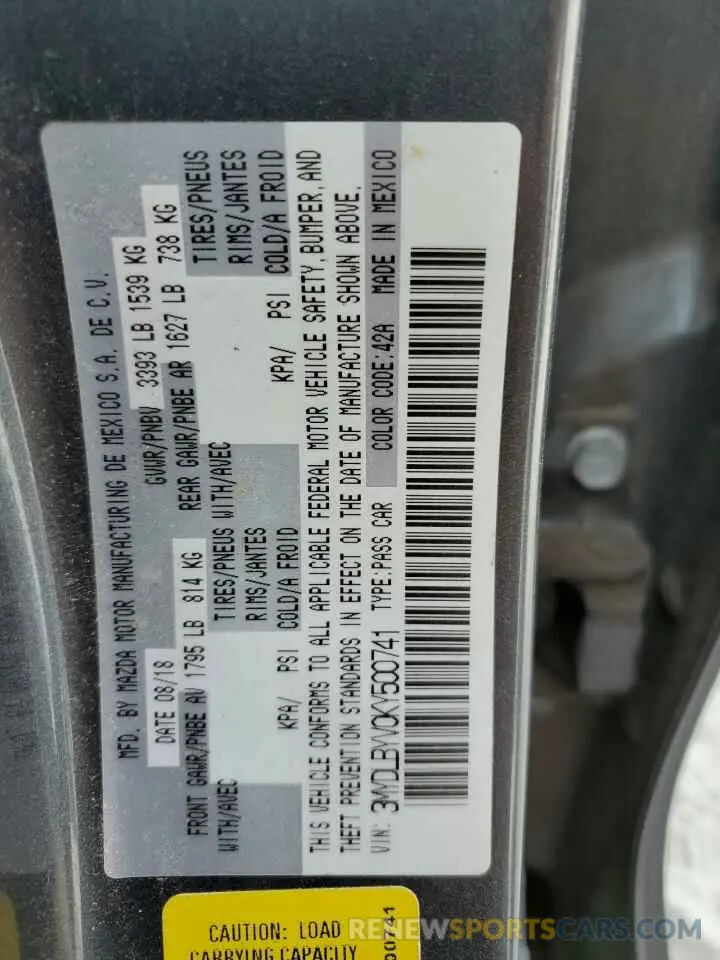 MFD. BY MAZDA MOTOR MANUFACTURING DE MEXICO S.A. DE C.V.
DATE 08/18 GVWR/PNBV 3393 LB 1539 KG
FRONT GAWR/PNBE AV 1795 LB 814 KG REAR GAWR/PNBE AR 1627 LB 738 KG
WITH/AVEC TIRES/PNEUS WITH/AVEC TIRES/PNEUS
RIMS/JANTES RIMS/JANTES
KPA/ PSI COLD/A FROID KPA/ PSI COLD/A FROID
THIS VEHICLE CONFORMS TO ALL APPLICABLE FEDERAL MOTOR VEHICLE SAFETY, BUMPER, AND
THEFT PREVENTION STANDARDS IN EFFECT ON THE DATE OF MANUFACTURE SHOWN ABOVE.
VIN: 3MYDLBYV0KY500741 TYPE:PASS CAR COLOR CODE:42A MADE IN MEXICO
CAUTION: LOAD
CARRYING CAPACITY
00741
RENEWSPORTSCARS.COM